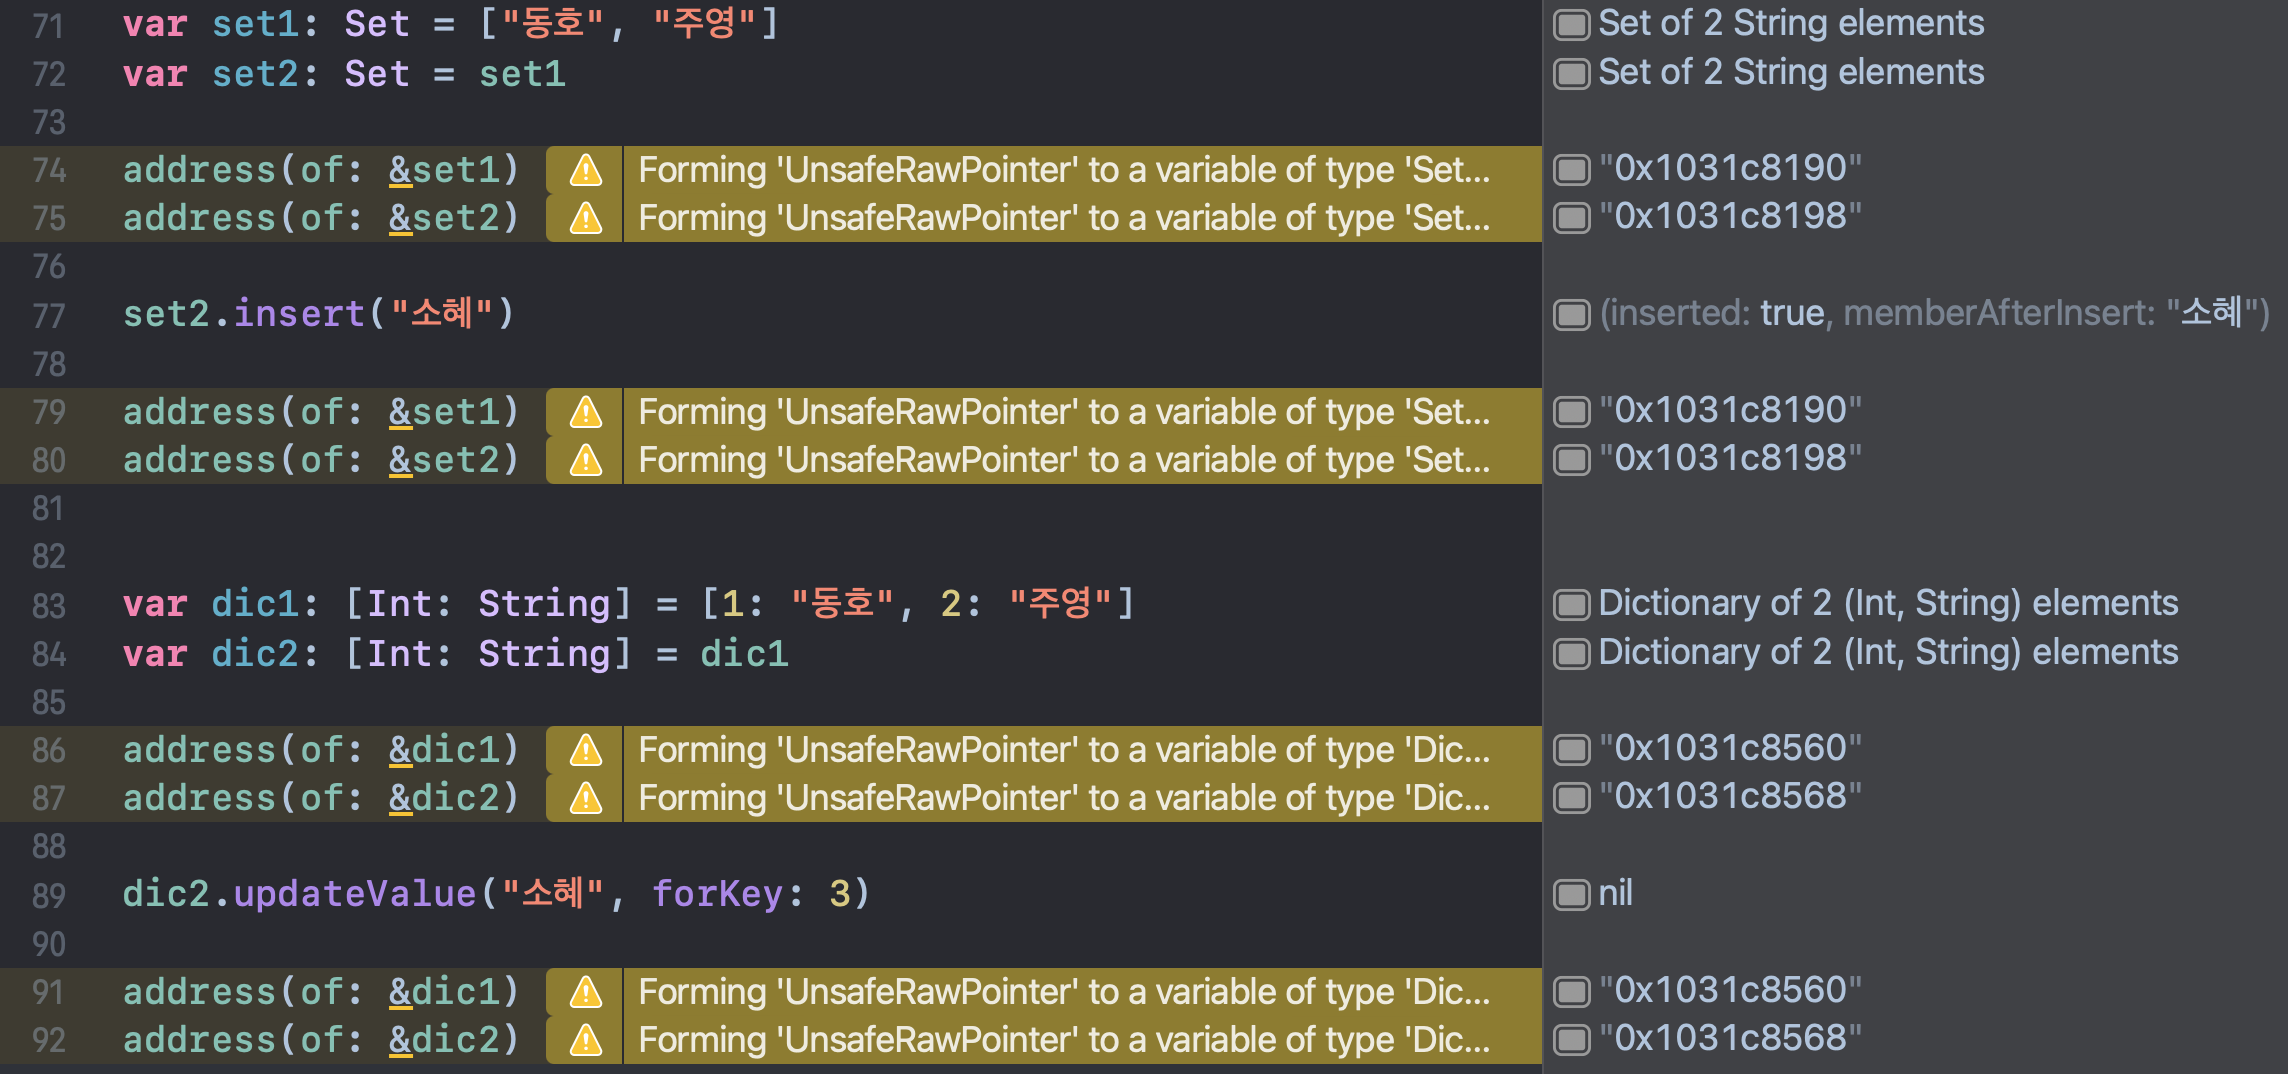 71 var set1: Set = ["동호", "주영"] Set of 2 String elements
72 var set2: Set = set1 Set of 2 String elements
73
74 address(of: &set1) Forming 'UnsafeRawPointer' to a variable of type 'Set... "0x1031c8190"
75 address(of: &set2) Forming 'UnsafeRawPointer' to a variable of type 'Set... "0x1031c8198"
76
77 set2.insert("소혜") (inserted: true, memberAfterInsert: "소혜")
78
79 address(of: &set1) Forming 'UnsafeRawPointer' to a variable of type 'Set... "0x1031c8190"
80 address(of: &set2) Forming 'UnsafeRawPointer' to a variable of type 'Set... "0x1031c8198"
81
82
83 var dic1: [Int: String] = [1: "동호", 2: "주영"] Dictionary of 2 (Int, String) elements
84 var dic2: [Int: String] = dic1 Dictionary of 2 (Int, String) elements
85
86 address(of: &dic1) Forming 'UnsafeRawPointer' to a variable of type 'Dic... "0x1031c8560"
87 address(of: &dic2) Forming 'UnsafeRawPointer' to a variable of type 'Dic... "0x1031c8568"
88
89 dic2.updateValue("소혜", forKey: 3) nil
90
91 address(of: &dic1) Forming 'UnsafeRawPointer' to a variable of type 'Dic... "0x1031c8560"
92 address(of: &dic2) Forming 'UnsafeRawPointer' to a variable of type 'Dic... "0x1031c8568"